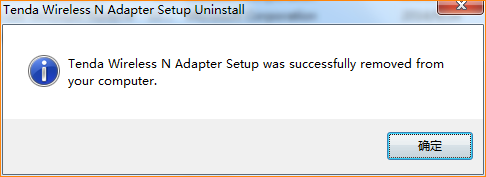 Tenda Wireless N Adapter Setup Uninstall
Tenda Wireless N Adapter Setup was successfully removed from
your computer.
确定